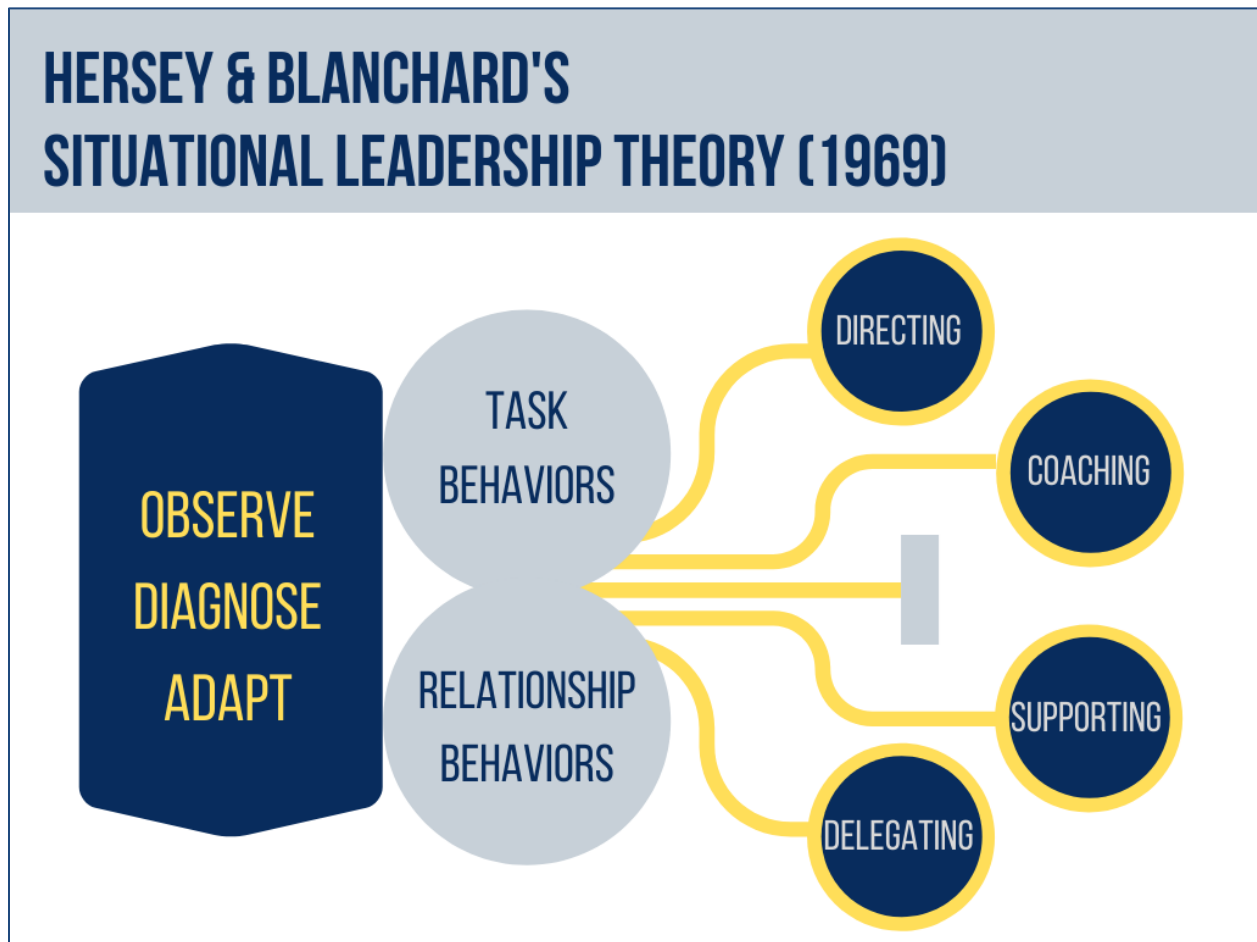 HERSEY & BLANCHARD'S
SITUATIONAL LEADERSHIP THEORY (1969)
OBSERVE
DIAGNOSE
ADAPT
TASK
BEHAVIORS
RELATIONSHIP
BEHAVIORS
DIRECTING
COACHING
SUPPORTING
DELEGATING